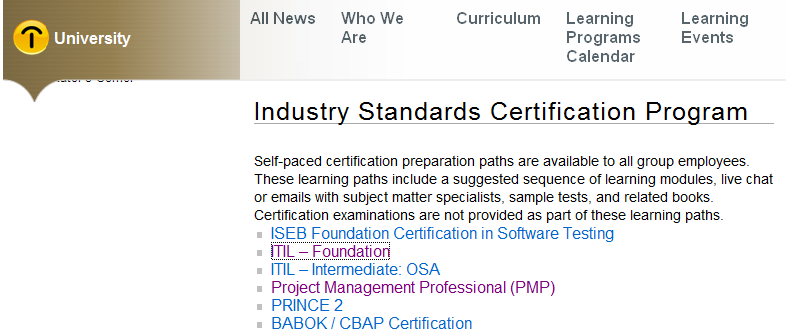 All News
Who We
Are
Curriculum
Learning
Programs
Calendar
Learning
Events
University
Industry Standards Certification Program
Self-paced certification preparation paths are available to all group employees.
These learning paths include a suggested sequence of learning modules, live chat
or emails with subject matter specialists, sample tests, and related books.
Certification examinations are not provided as part of these learning paths.
ISEB Foundation Certification in Software Testing
ITIL – Foundation
ITIL – Intermediate: OSA
Project Management Professional (PMP)
PRINCE 2
BABOK / CBAP Certification